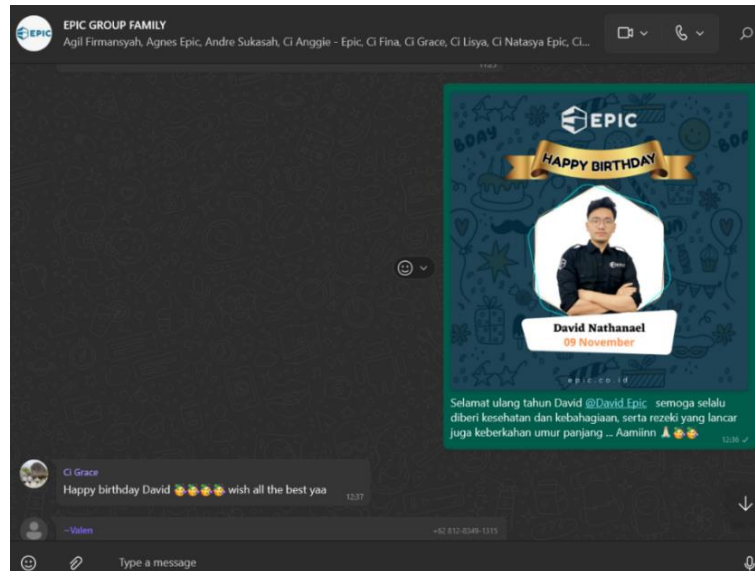 EPIC
EPIC GROUP FAMILY
Agil Firmansyah, Agnes Epic, Andre Sukasah, Ci Anggie - Epic, Ci Fina, Ci Grace, Ci Lisya, Ci Natasya Epic, Ci...
EPIC
BDAY
HAPPY BIRTHDAY
David Nathanael
09 November
epic.co.id
Selamat ulang tahun David @David Epic semoga selalu
diberi kesehatan dan kebahagiaan, serta rezeki yang lancar
juga keberkahan umur panjang ... Aamiinn 🙏🥳🥳
12:36
Ci Grace
Happy birthday David 🥳🥳🥳🥳 wish all the best yaa
12:37
~Valen
+62 812-8346-1315
Type a message